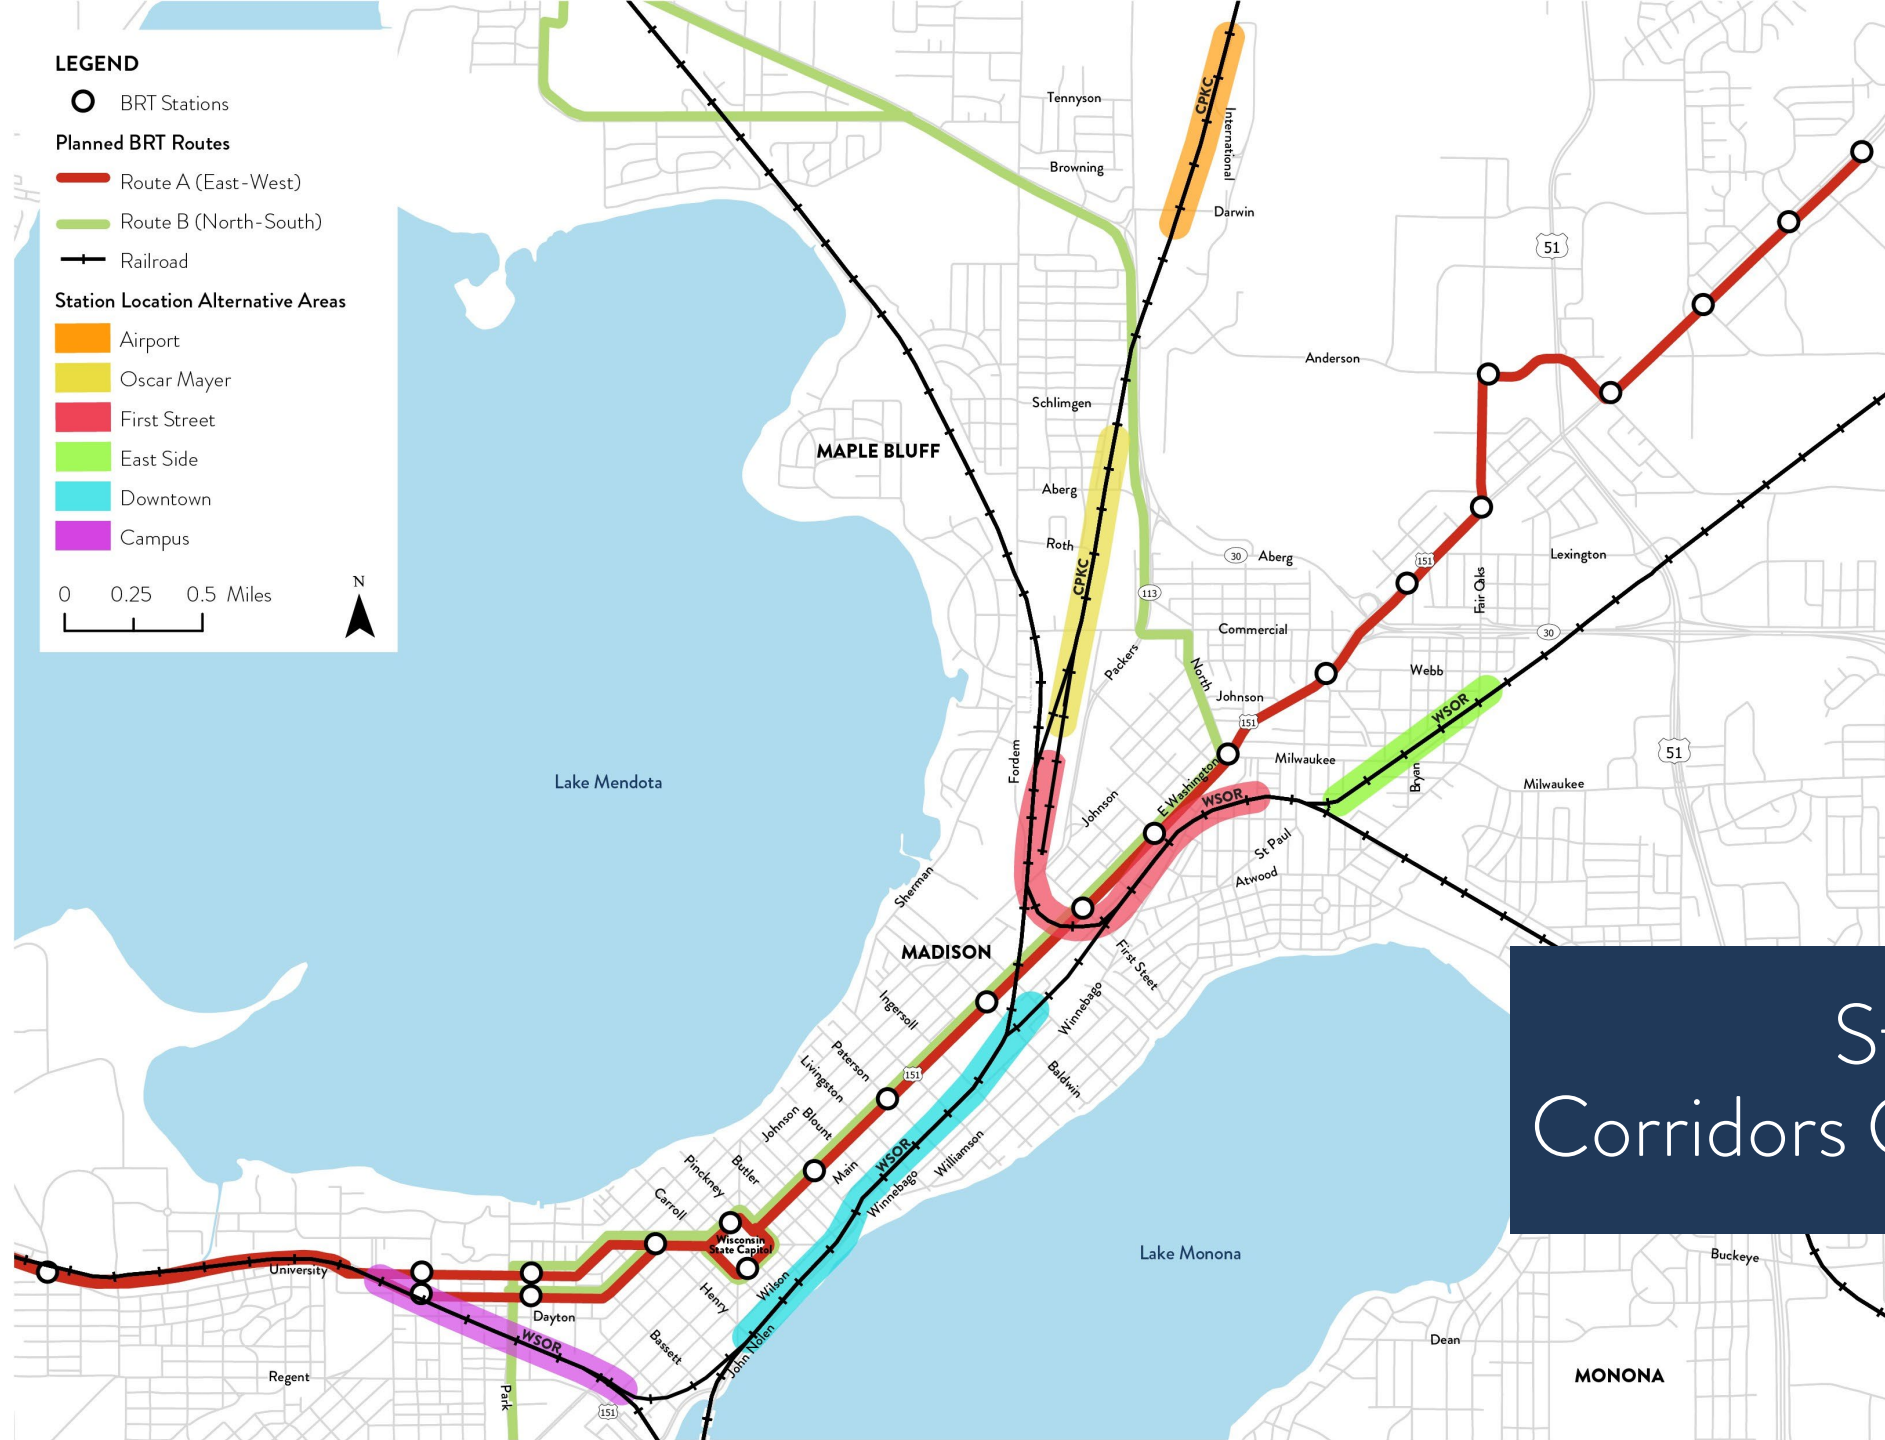 LEGEND
BRT Stations
Planned BRT Routes
Route A (East-West)
Route B (North-South)
Railroad
Station Location Alternative Areas
Airport
Oscar Mayer
First Street
East Side
Downtown
Campus
0 0.25 0.5 Miles
N
CPKC
International
Tennyson
Browning
Darwin
51
Anderson
Schlimgen
MAPLE BLUFF
Aberg
Roth
CPKC
30
Aberg
151
Lexington
Fair Oaks
113
Commercial
30
Packers
North
Webb
Johnson
151
WSOR
Fordem
Lake Mendota
Milwaukee
Bryan
51
Milwaukee
E Washington
WSOR
Johnson
St Paul
Atwood
Sherman
MADISON
First Steet
Ingersoll
Winnebago
Paterson
Livingston
151
Baldwin
Johnson
Blount
WSOR
Williamson
Main
Winnebago
Butler
Pinckney
Carroll
Wisconsin
State Capitol
Wilson
Henry
University
Dayton
WSOR
Bassett
John Nolen
Regent
Park
151
Lake Monona
St
Corridors
Buckeye
Dean
MONONA